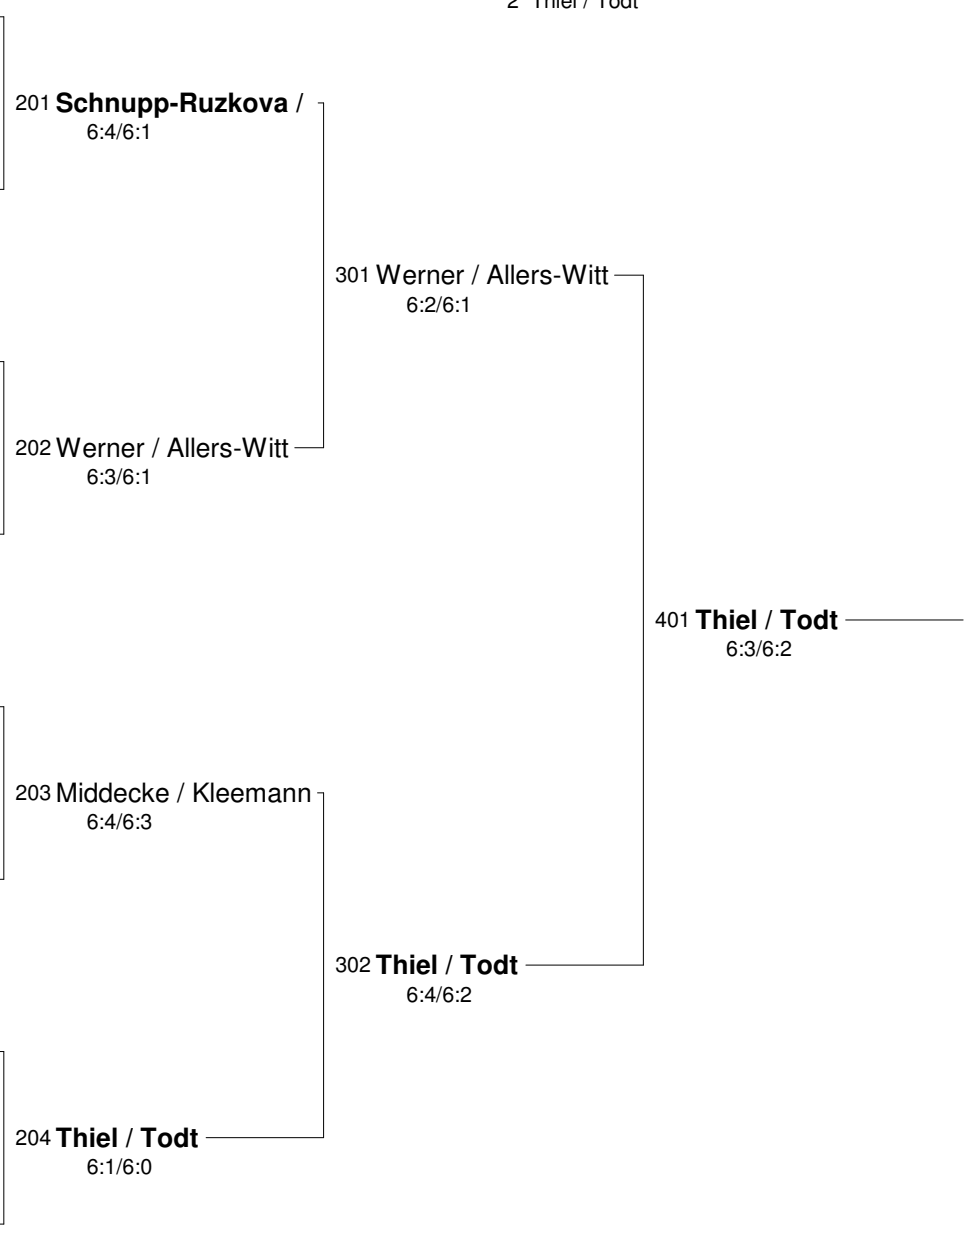 2 Thiel / Todt
201 Schnupp-Ruzkova /
6:4/6:1
301 Werner / Allers-Witt
6:2/6:1
202 Werner / Allers-Witt
6:3/6:1
401 Thiel / Todt
6:3/6:2
203 Middecke / Kleemann
6:4/6:3
302 Thiel / Todt
6:4/6:2
204 Thiel / Todt
6:1/6:0